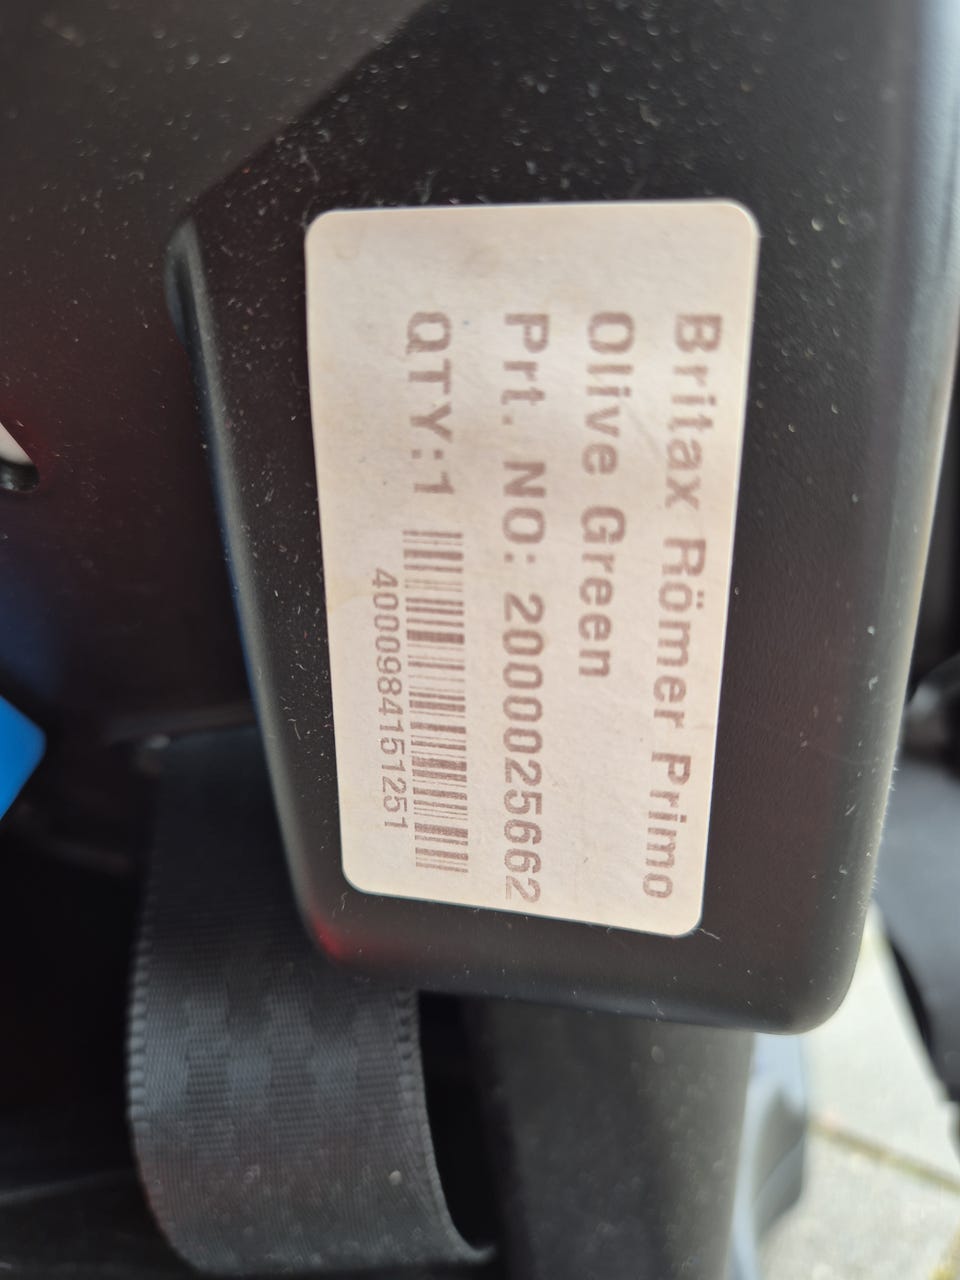 Britax Römer Primo
Olive Green
Prt. NO: 2000025662
QTY:1
4000984151251